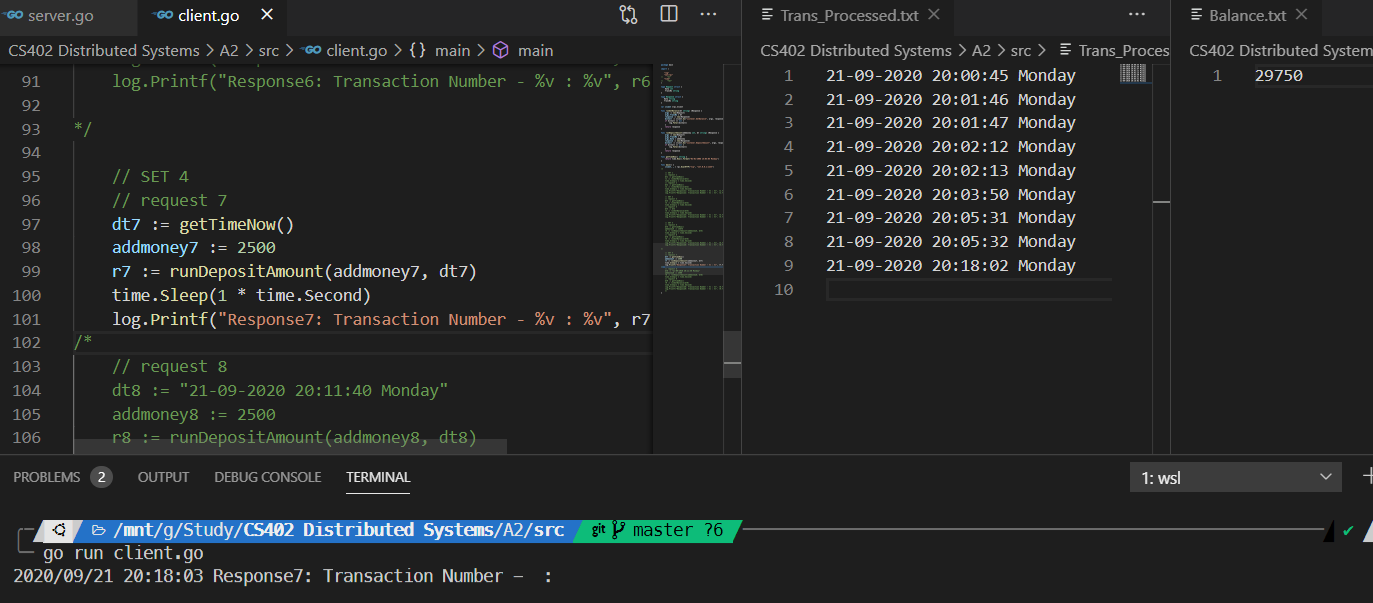 server.go
client.go
Trans_Processed.txt
Balance.txt
CS402 Distributed Systems > A2 > src > client.go > {} main > main
CS402 Distributed Systems > A2 > src > Trans_Proces
CS402 Distributed System
91 log.Printf("Response6: Transaction Number - %v : %v", r6
92
93 */
94
95 // SET 4
96 // request 7
97 dt7 := getTimeNow()
98 addmoney7 := 2500
99 r7 := runDepositAmount(addmoney7, dt7)
100 time.Sleep(1 * time.Second)
101 log.Printf("Response7: Transaction Number - %v : %v", r7
102 /*
103 // request 8
104 dt8 := "21-09-2020 20:11:40 Monday"
105 addmoney8 := 2500
106 r8 := runDepositAmount(addmoney8, dt8)
1 21-09-2020 20:00:45 Monday
2 21-09-2020 20:01:46 Monday
3 21-09-2020 20:01:47 Monday
4 21-09-2020 20:02:12 Monday
5 21-09-2020 20:02:13 Monday
6 21-09-2020 20:03:50 Monday
7 21-09-2020 20:05:31 Monday
8 21-09-2020 20:05:32 Monday
9 21-09-2020 20:18:02 Monday
10
1 29750
PROBLEMS 2 OUTPUT DEBUG CONSOLE TERMINAL 1: wsl
/mnt/g/Study/CS402 Distributed Systems/A2/src git master ?6
go run client.go
2020/09/21 20:18:03 Response7: Transaction Number - :